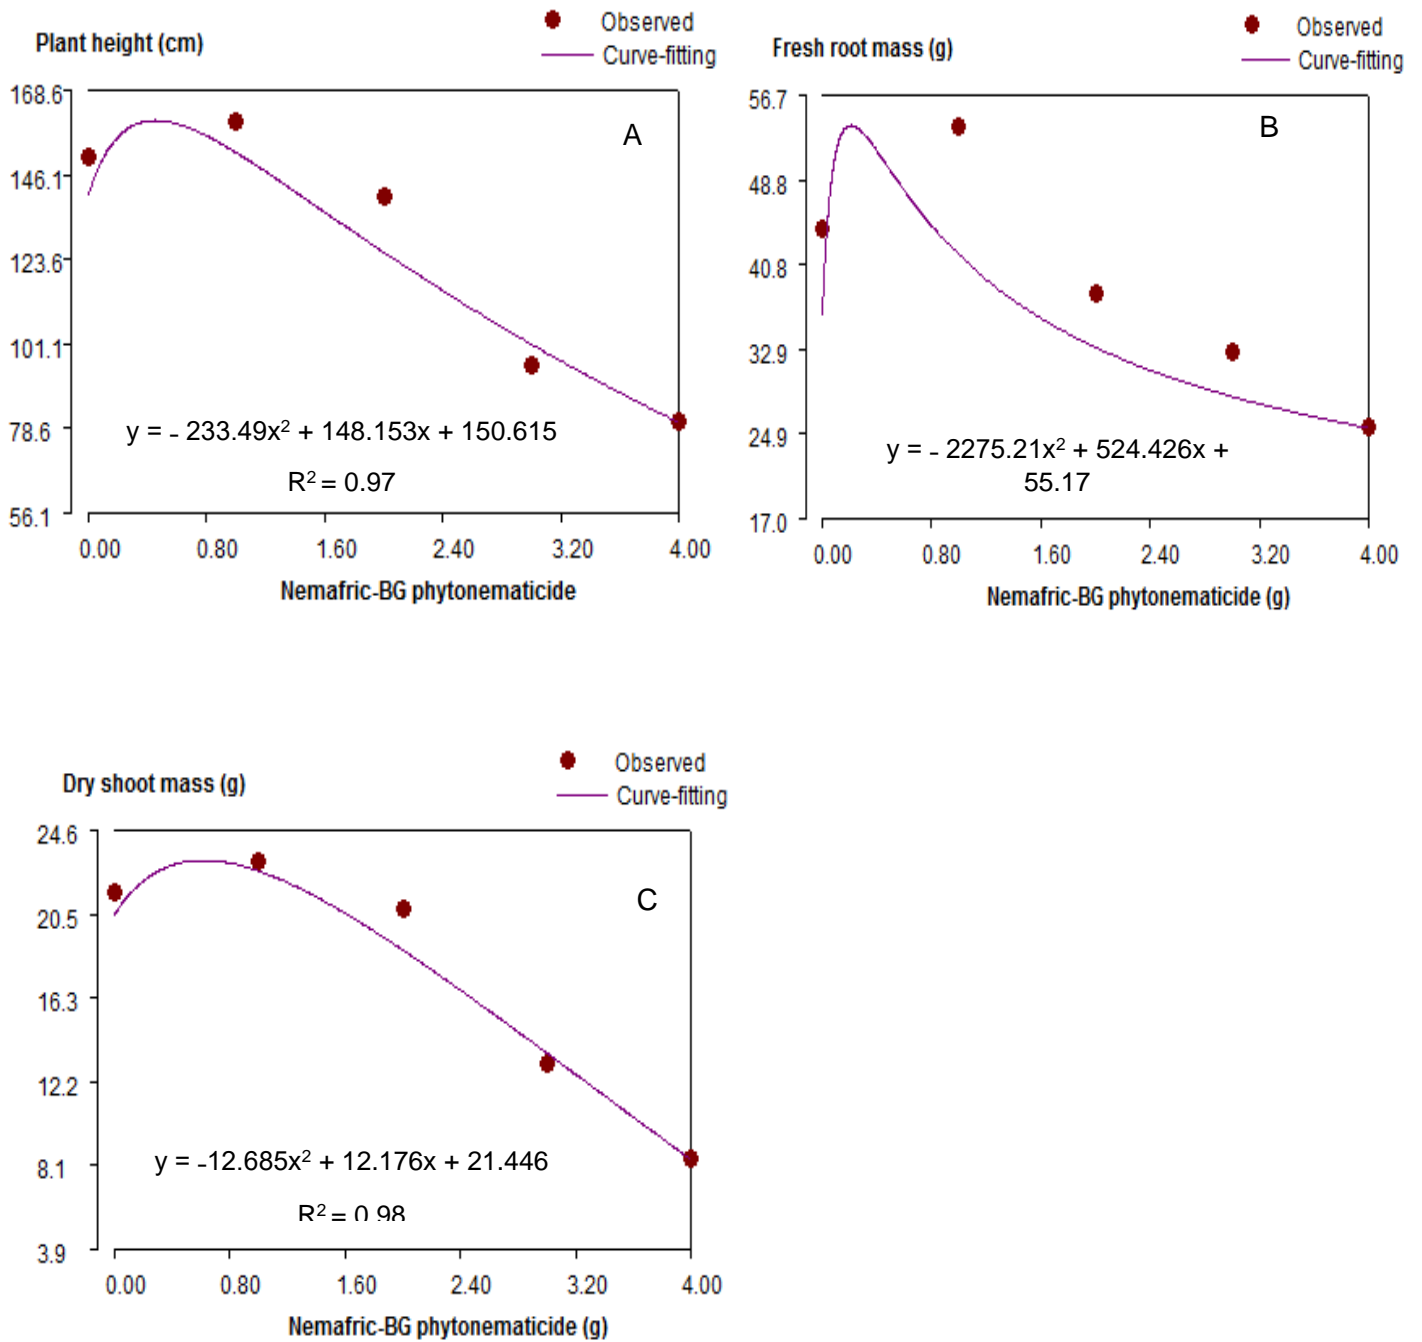 Plant height (cm)
Observed
Curve-fitting
168.6
146.1
123.6
101.1
78.6
56.1
A
y = - 233.49x² + 148.153x + 150.615
R² = 0.97
0.00 0.80 1.60 2.40 3.20 4.00
Nemafric-BG phytonematicide
Fresh root mass (g)
Observed
Curve-fitting
56.7
48.8
40.8
32.9
24.9
17.0
B
y = - 2275.21x² + 524.426x +
55.17
0.00 0.80 1.60 2.40 3.20 4.00
Nemafric-BG phytonematicide (g)
Dry shoot mass (g)
Observed
Curve-fitting
24.6
20.5
16.3
12.2
8.1
3.9
C
y = -12.685x² + 12.176x + 21.446
R² = 0.98
0.00 0.80 1.60 2.40 3.20 4.00
Nemafric-BG phytonematicide (g)